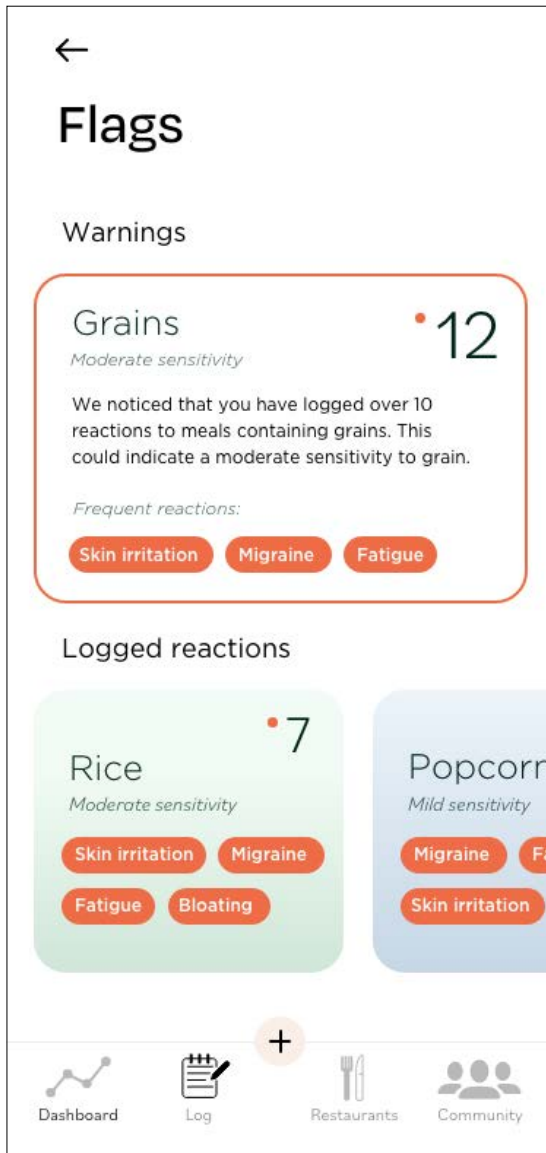 Flags
Warnings
Grains
12
Moderate sensitivity
We noticed that you have logged over 10
reactions to meals containing grains. This
could indicate a moderate sensitivity to grain.
Frequent reactions:
Skin irritation Migraine Fatigue
Logged reactions
7
Rice
Moderate sensitivity
Skin irritation Migraine
Fatigue Bloating
Popcorn
Mild sensitivity
Migraine
Skin irritation
+
Dashboard Log Restaurants Community